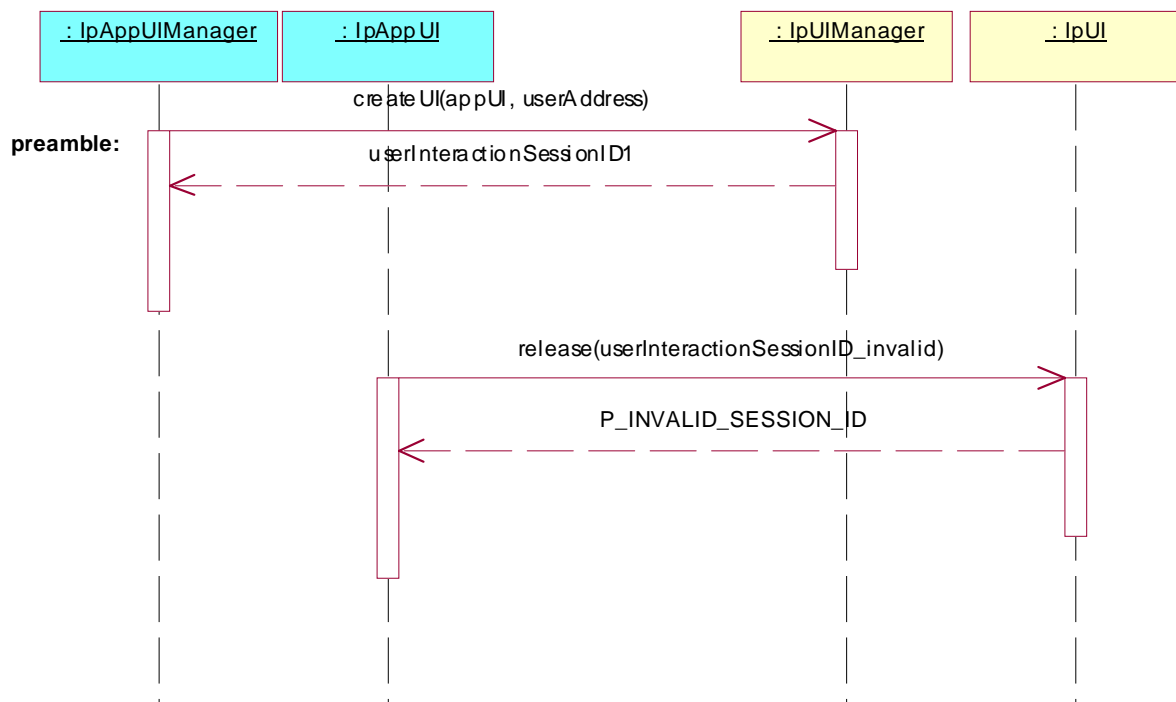 : IpAppUIManager
: IpAppUI
: IpUIManager
: IpUI
createUI(appUI, userAddress)
preamble:
userInteractionSessionID1
release(userInteractionSessionID_invalid)
P_INVALID_SESSION_ID